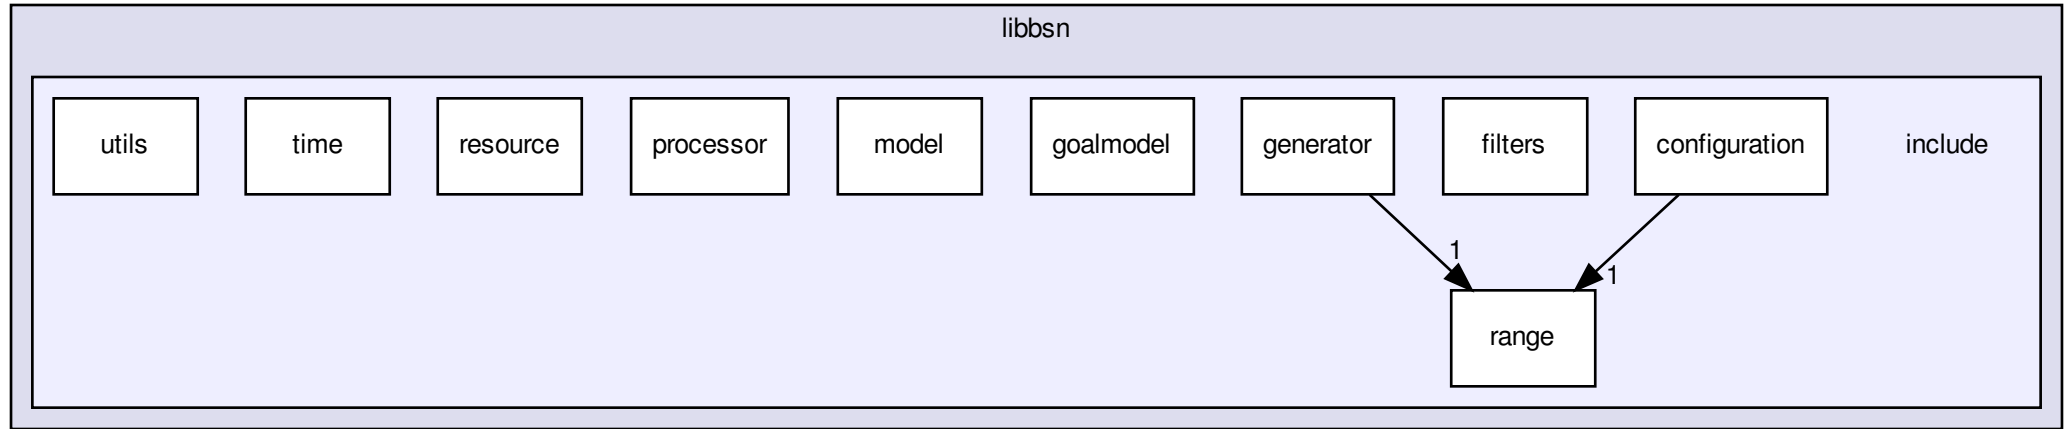 libbsn
utils
time
resource
processor
model
goalmodel
generator
filters
configuration
include
1
1
range